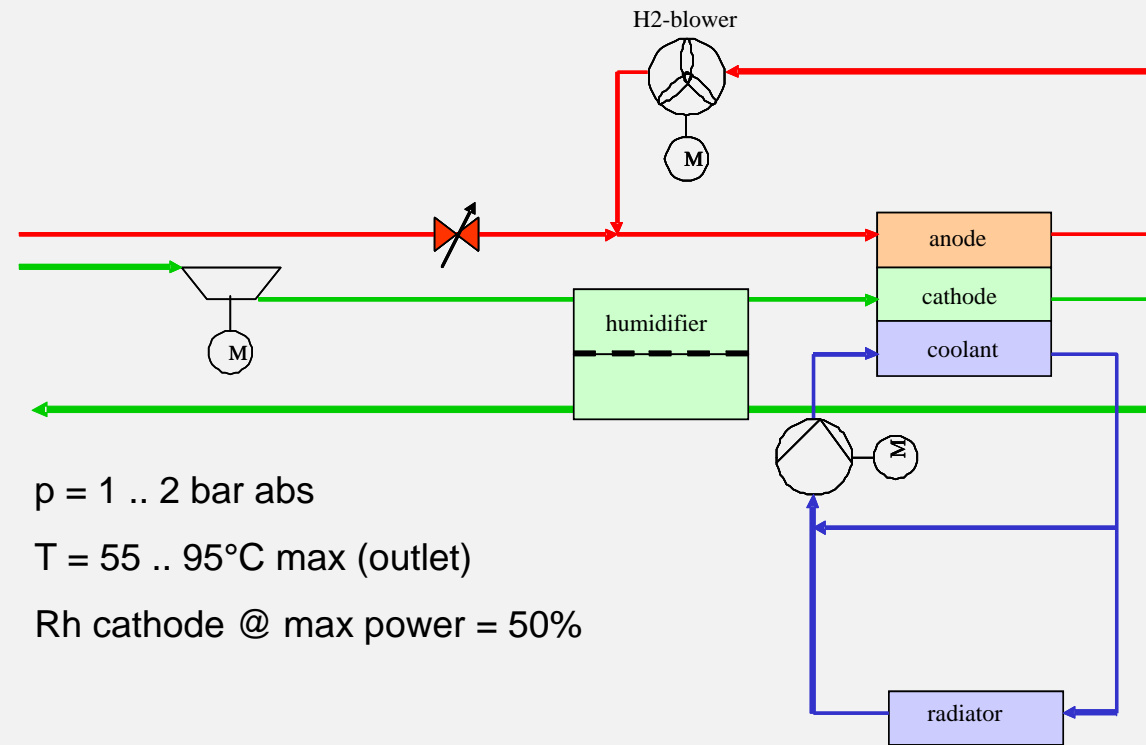 H2-blower
M
anode
cathode
humidifier
M
coolant
M
p = 1 .. 2 bar abs
T = 55 .. 95°C max (outlet)
Rh cathode @ max power = 50%
radiator